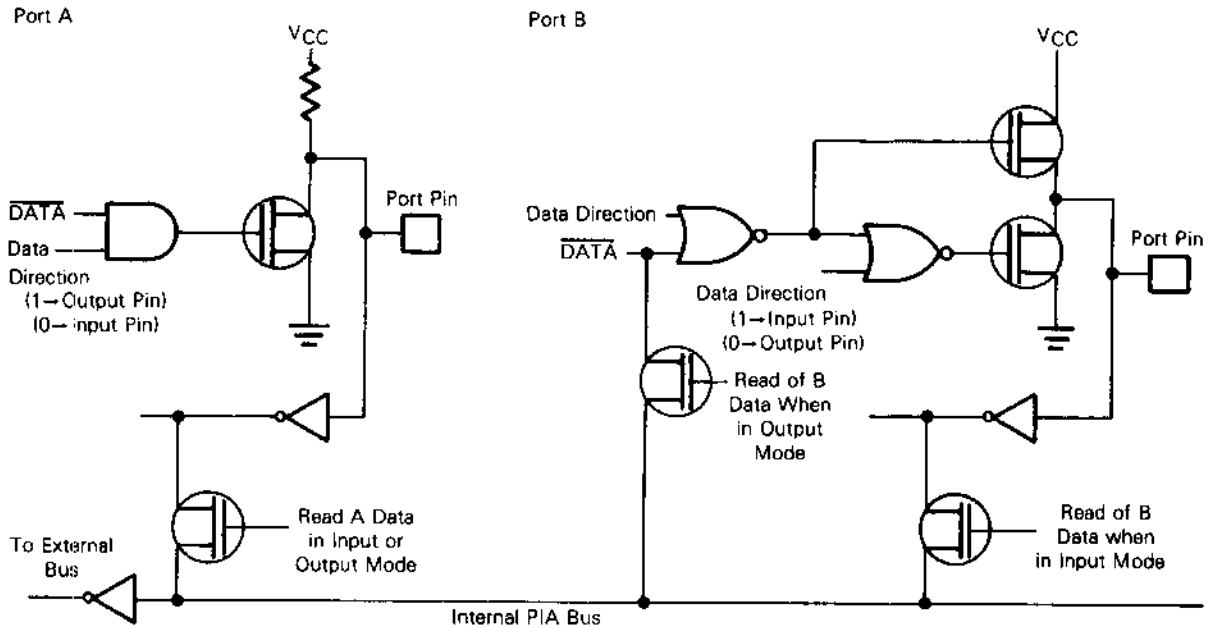 Port A
VCC
DATA
Data
Direction
(1→Output Pin)
(0→Input Pin)
Port Pin
Read A Data
in Input or
Output Mode
To External
Bus
Internal PIA Bus
Port B
VCC
Data Direction
DATA
Data Direction
(1→Input Pin)
(0→Output Pin)
Port Pin
Read of B
Data When
in Output
Mode
Read of B
Data when
in Input Mode